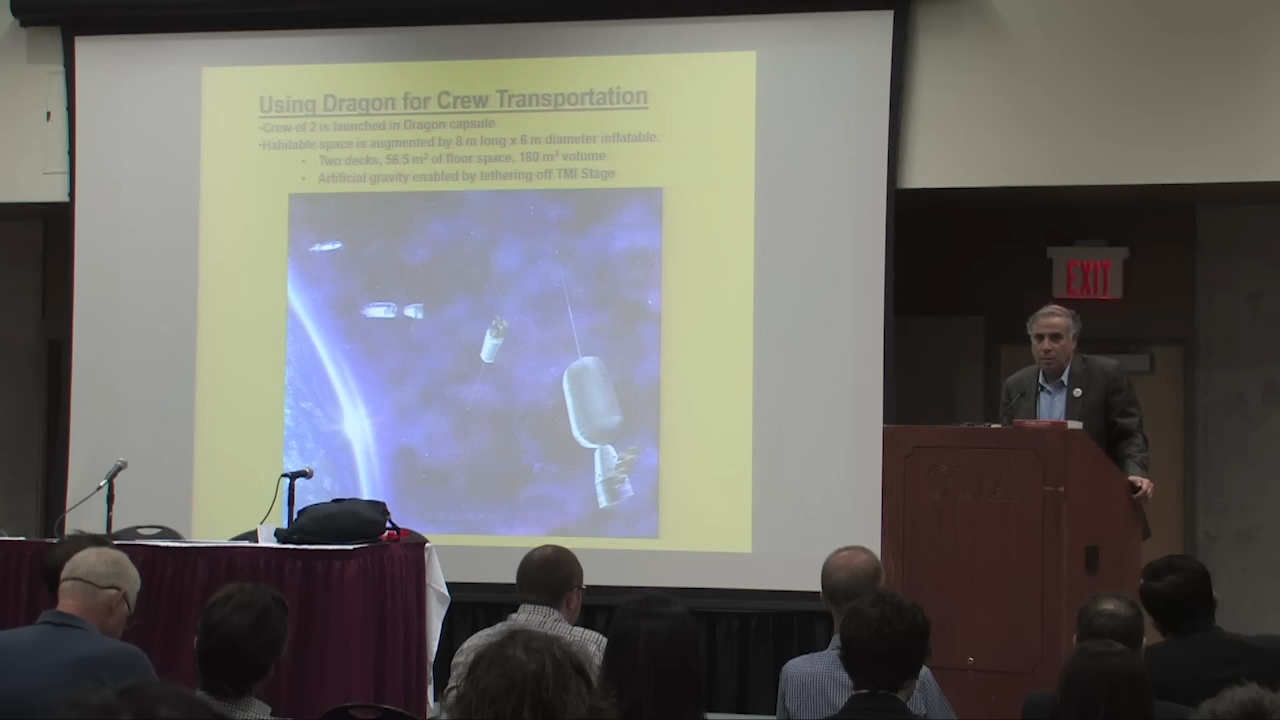 Using Dragon for Crew Transportation
•Crew of 2 is launched in Dragon capsule
•Habitable space is augmented by 8 m long x 6 m diameter inflatable.
• Two decks, 56.5 m² of floor space, 180 m³ volume
• Artificial gravity enabled by tethering off TMI Stage
EXIT